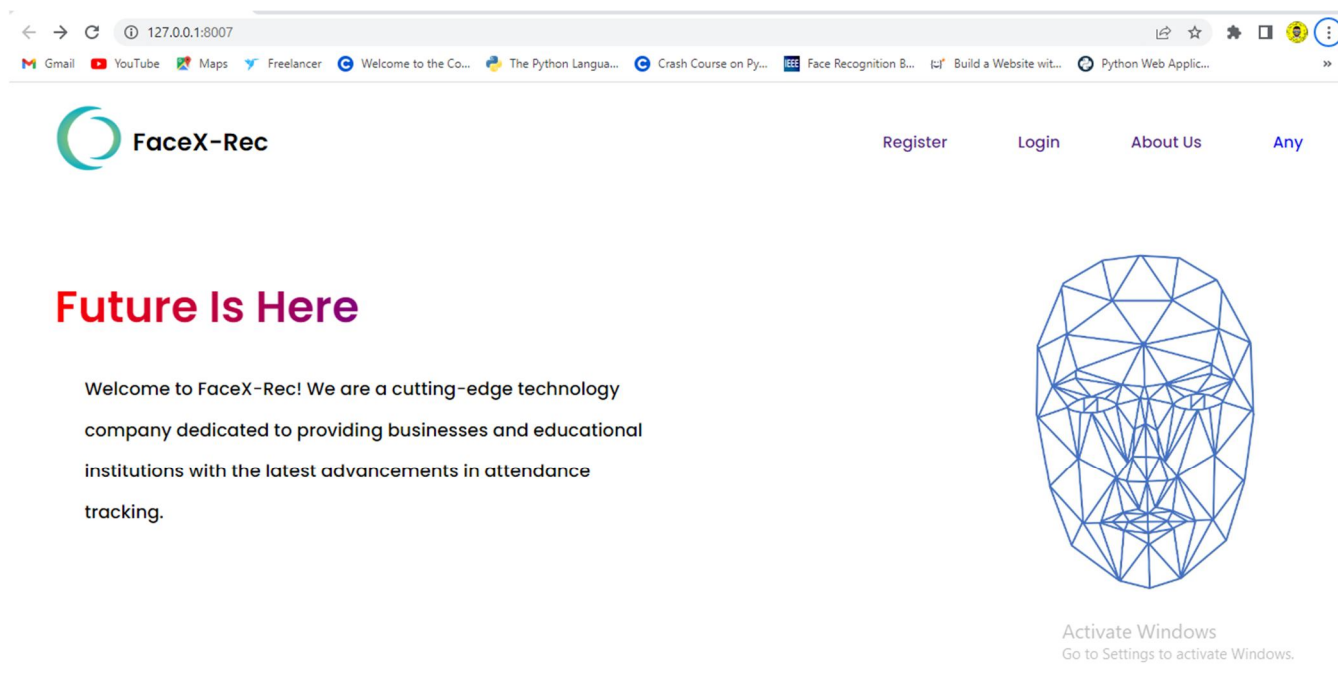 127.0.0.1:8007
Gmail YouTube Maps Freelancer Welcome to the Co... The Python Langua... Crash Course on Py... IEEE Face Recognition B... Build a Website wit... Python Web Applic... »
FaceX-Rec Register Login About Us Any
Future Is Here
Welcome to FaceX-Rec! We are a cutting-edge technology
company dedicated to providing businesses and educational
institutions with the latest advancements in attendance
tracking.
Activate Windows
Go to Settings to activate Windows.